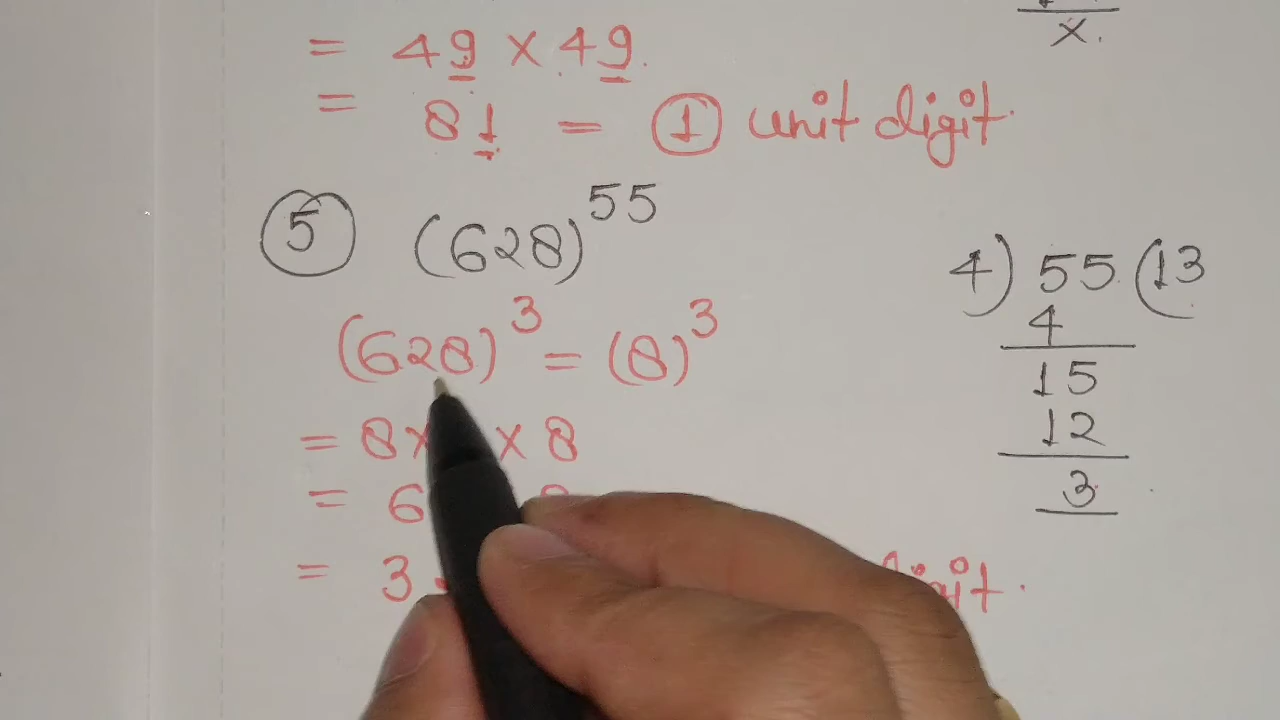 x.
= 49 × 49.
= 81 = 1 unit digit.
5 (628)^55
(628)^3 = (8)^3
= 8× × 8
= 6
= 3 digit.
4) 55 (13
4
15
12
3